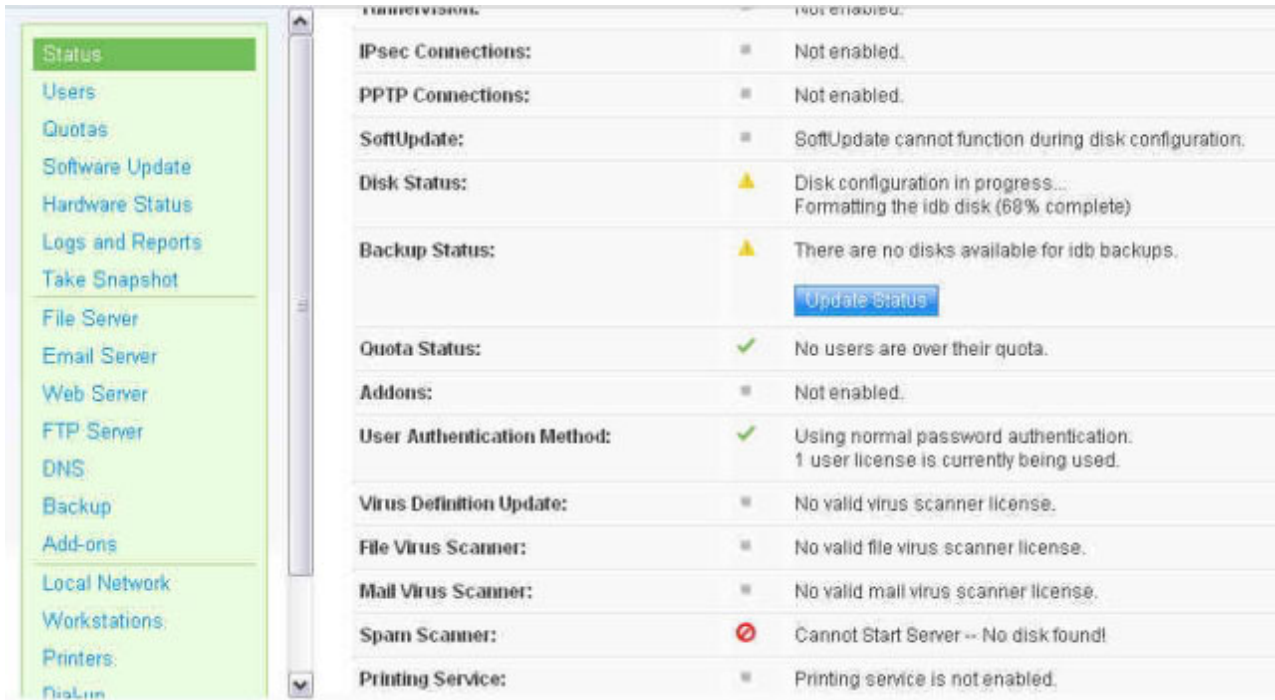 Status
Users
Quotas
Software Update
Hardware Status
Logs and Reports
Take Snapshot
File Server
Email Server
Web Server
FTP Server
DNS
Backup
Add-ons
Local Network
Workstations
Printers
Dial-up
Tunnelvision: Not enabled.
IPsec Connections: Not enabled.
PPTP Connections: Not enabled.
SoftUpdate: SoftUpdate cannot function during disk configuration.
Disk Status: Disk configuration in progress...
Formatting the idb disk (68% complete)
Backup Status: There are no disks available for idb backups.
Update Status
Quota Status: No users are over their quota.
Addons: Not enabled.
User Authentication Method: Using normal password authentication.
1 user license is currently being used.
Virus Definition Update: No valid virus scanner license.
File Virus Scanner: No valid file virus scanner license.
Mail Virus Scanner: No valid mail virus scanner license.
Spam Scanner: Cannot Start Server -- No disk found!
Printing Service: Printing service is not enabled.